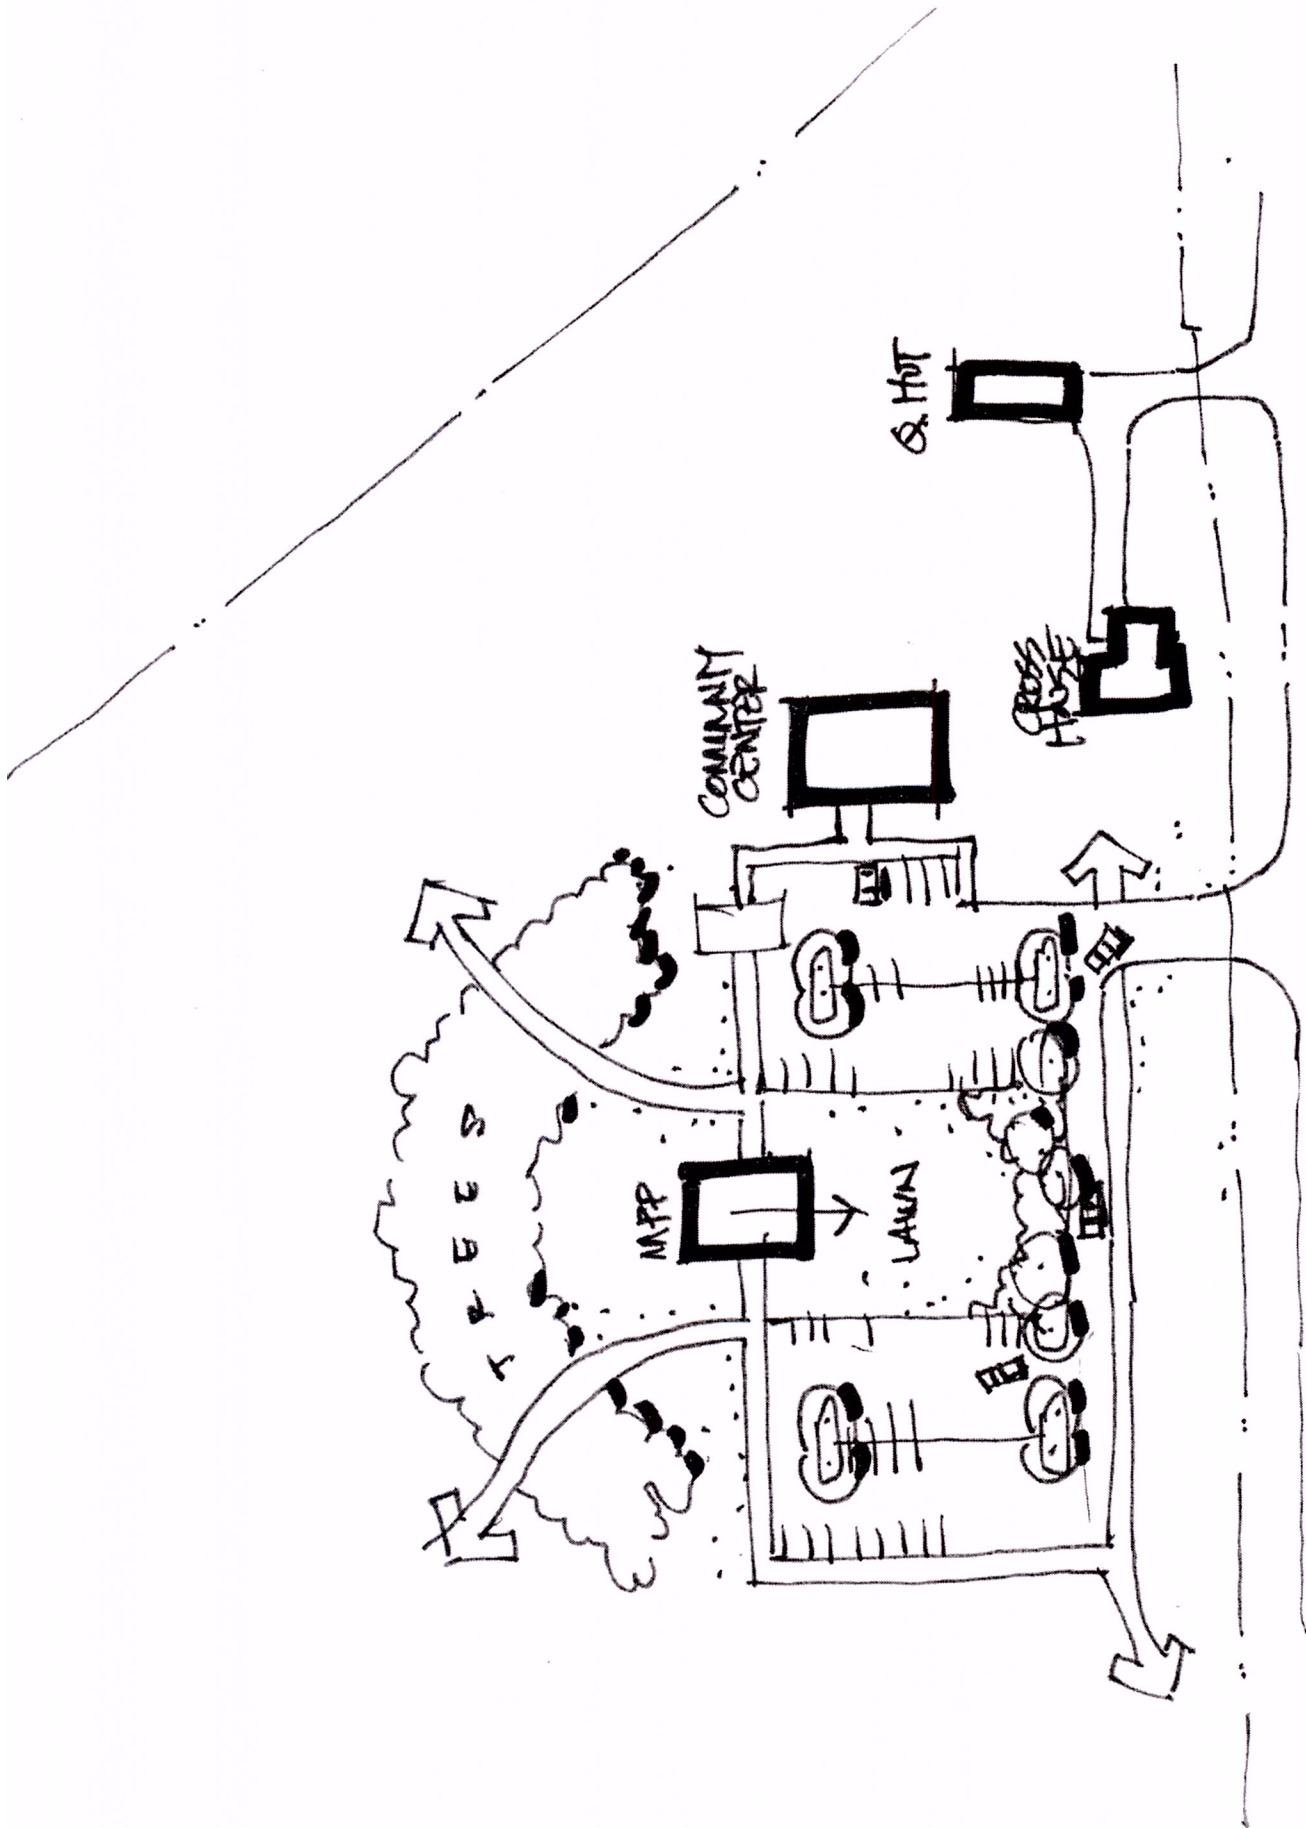 TREES
MPP
COMMUNITY
CENTER
LAWN
Q. HUT
CROSS
HOUSE